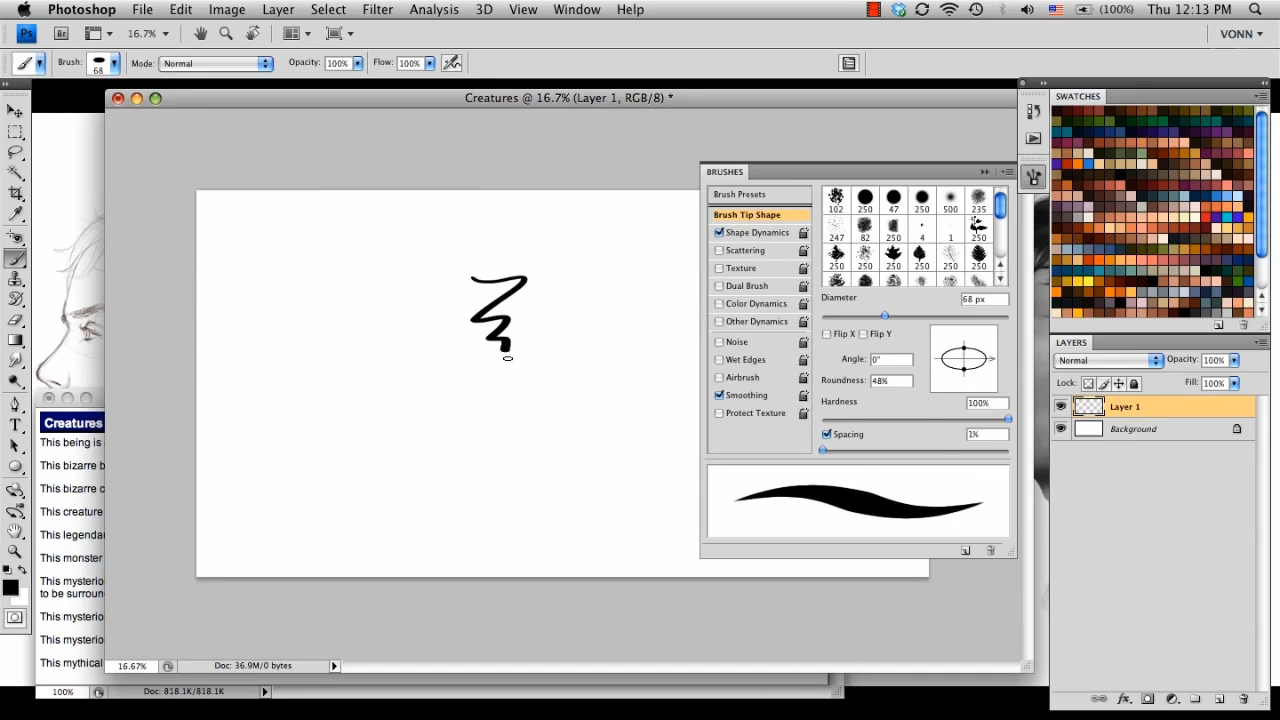 Photoshop File Edit Image Layer Select Filter Analysis 3D View Window Help (100%) Thu 12:13 PM
Ps Br 16.7% VONN
Brush: 68 Mode: Normal Opacity: 100% Flow: 100%
Creatures @ 16.7% (Layer 1, RGB/8) *
SWATCHES
BRUSHES
Brush Presets
Brush Tip Shape
Shape Dynamics
Scattering
Texture
Dual Brush
Color Dynamics
Other Dynamics
Noise
Wet Edges
Airbrush
Smoothing
Protect Texture
102 250 47 250 500 235
247 82 250 4 1 250
250 250 250 250 250 250
Diameter 68 px
Flip X Flip Y
Angle: 0°
Roundness: 48%
Hardness 100%
Spacing 1%
LAYERS
Normal Opacity: 100%
Lock: Fill: 100%
Layer 1
Background
Creatures
This being is
This bizarre b
This bizarre c
This creature
This legendar
This monster
This mysterio
to be surroun
This mysterio
This mysterio
This mythical
16.67% Doc: 36.9M/0 bytes
100% Doc: 818.1K/818.1K